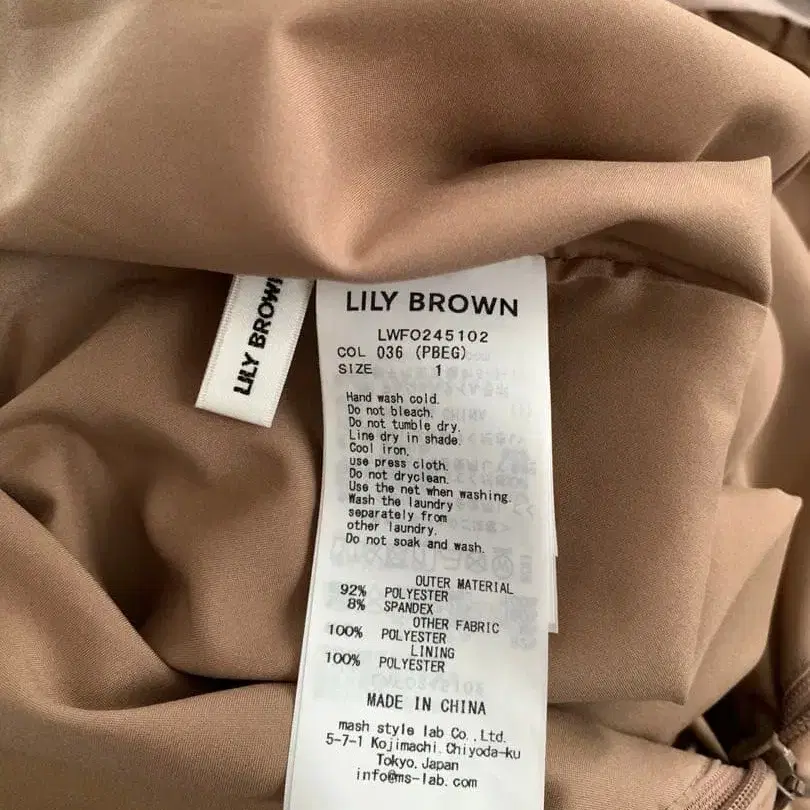 LILY BROWN
LILY BROWN
LWFO245102
COL 036 (PBEG)
SIZE 1
Hand wash cold.
Do not bleach.
Do not tumble dry.
Line dry in shade.
Cool iron.
use press cloth.
Do not dryclean.
Use the net when washing.
Wash the laundry
separately from
other laundry.
Do not soak and wash.
OUTER MATERIAL
92% POLYESTER
8% SPANDEX
OTHER FABRIC
100% POLYESTER
LINING
100% POLYESTER
MADE IN CHINA
mash style lab Co.,Ltd.
5-7-1 Kojimachi.Chiyoda-ku
Tokyo.Japan
info@ms-lab.com